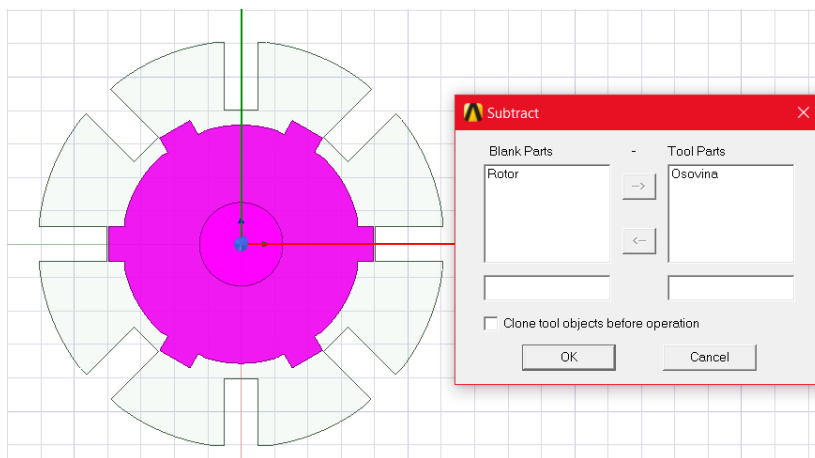 Subtract
Blank Parts - Tool Parts
Rotor Osovina
-->
<--
Clone tool objects before operation
OK Cancel